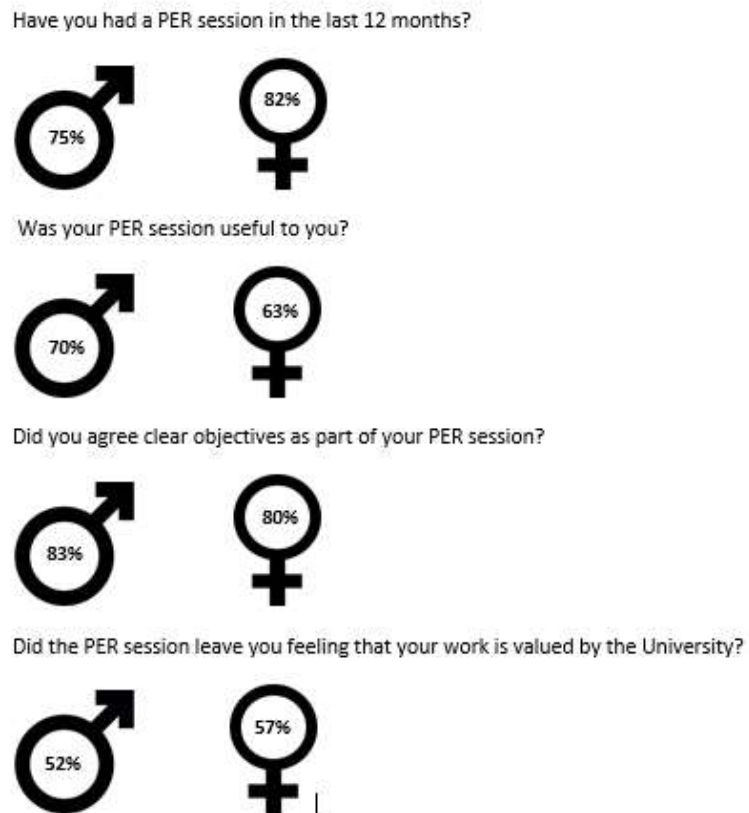 Have you had a PER session in the last 12 months?
75%
82%
Was your PER session useful to you?
70%
63%
Did you agree clear objectives as part of your PER session?
83%
80%
Did the PER session leave you feeling that your work is valued by the University?
52%
57%